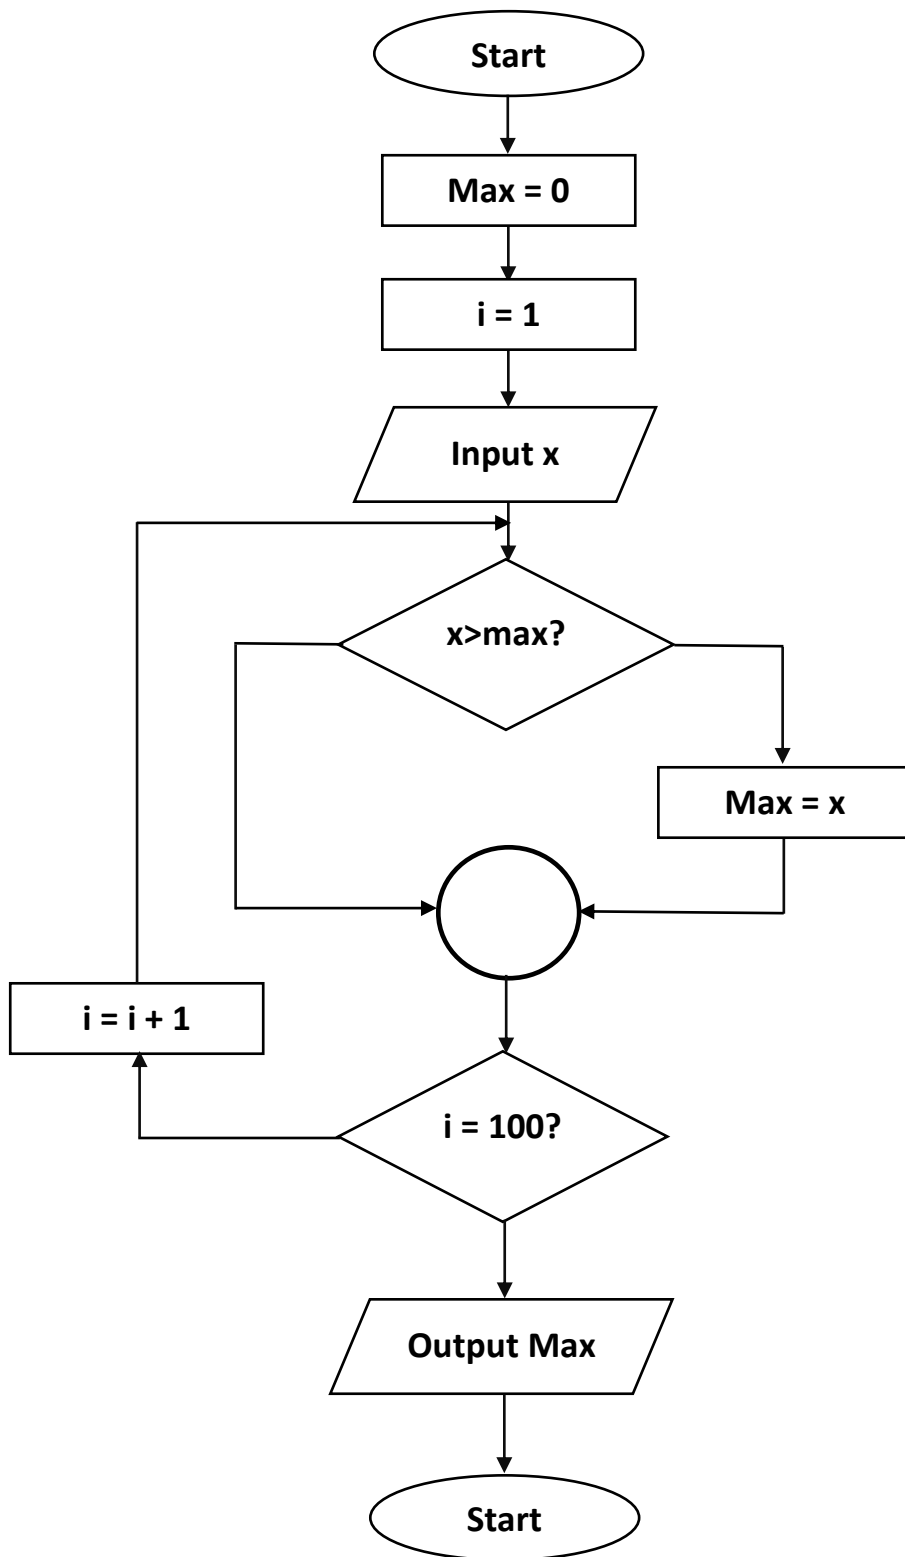 Start
Max = 0
i = 1
Input x
x>max?
Max = x
i = i + 1
i = 100?
Output Max
Start